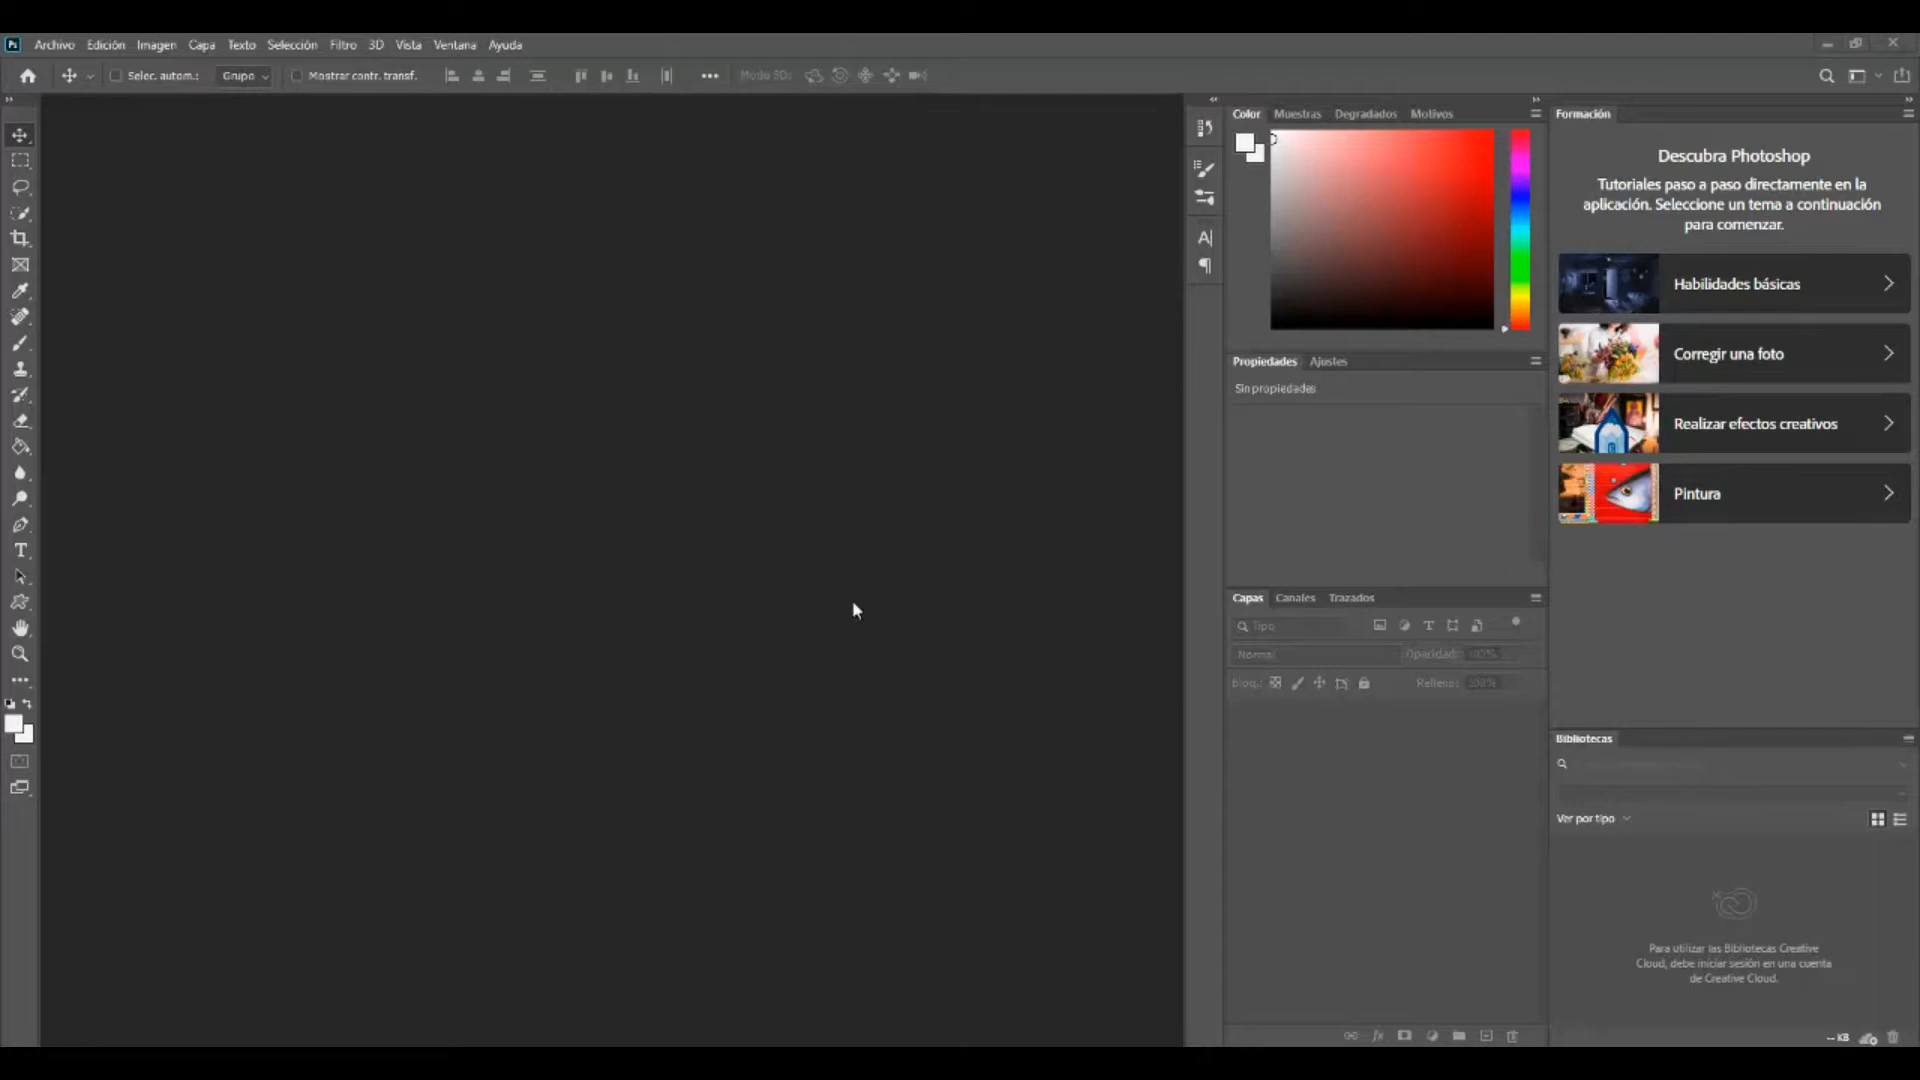 Ps Archivo Edición Imagen Capa Texto Selección Filtro 3D Vista Ventana Ayuda
Selec. autom.: Grupo Mostrar contr. transf. Modo 3D:
Color Muestras Degradados Motivos
Formación
Descubra Photoshop
Tutoriales paso a paso directamente en la
aplicación. Seleccione un tema a continuación
para comenzar.
Habilidades básicas
Corregir una foto
Realizar efectos creativos
Pintura
Propiedades Ajustes
Sin propiedades
Capas Canales Trazados
Tipo
Normal Opacidad: 100%
Bloq.: Relleno: 100%
Bibliotecas
Ver por tipo
Para utilizar las Bibliotecas Creative
Cloud, debe iniciar sesión en una cuenta
de Creative Cloud.
-- KB